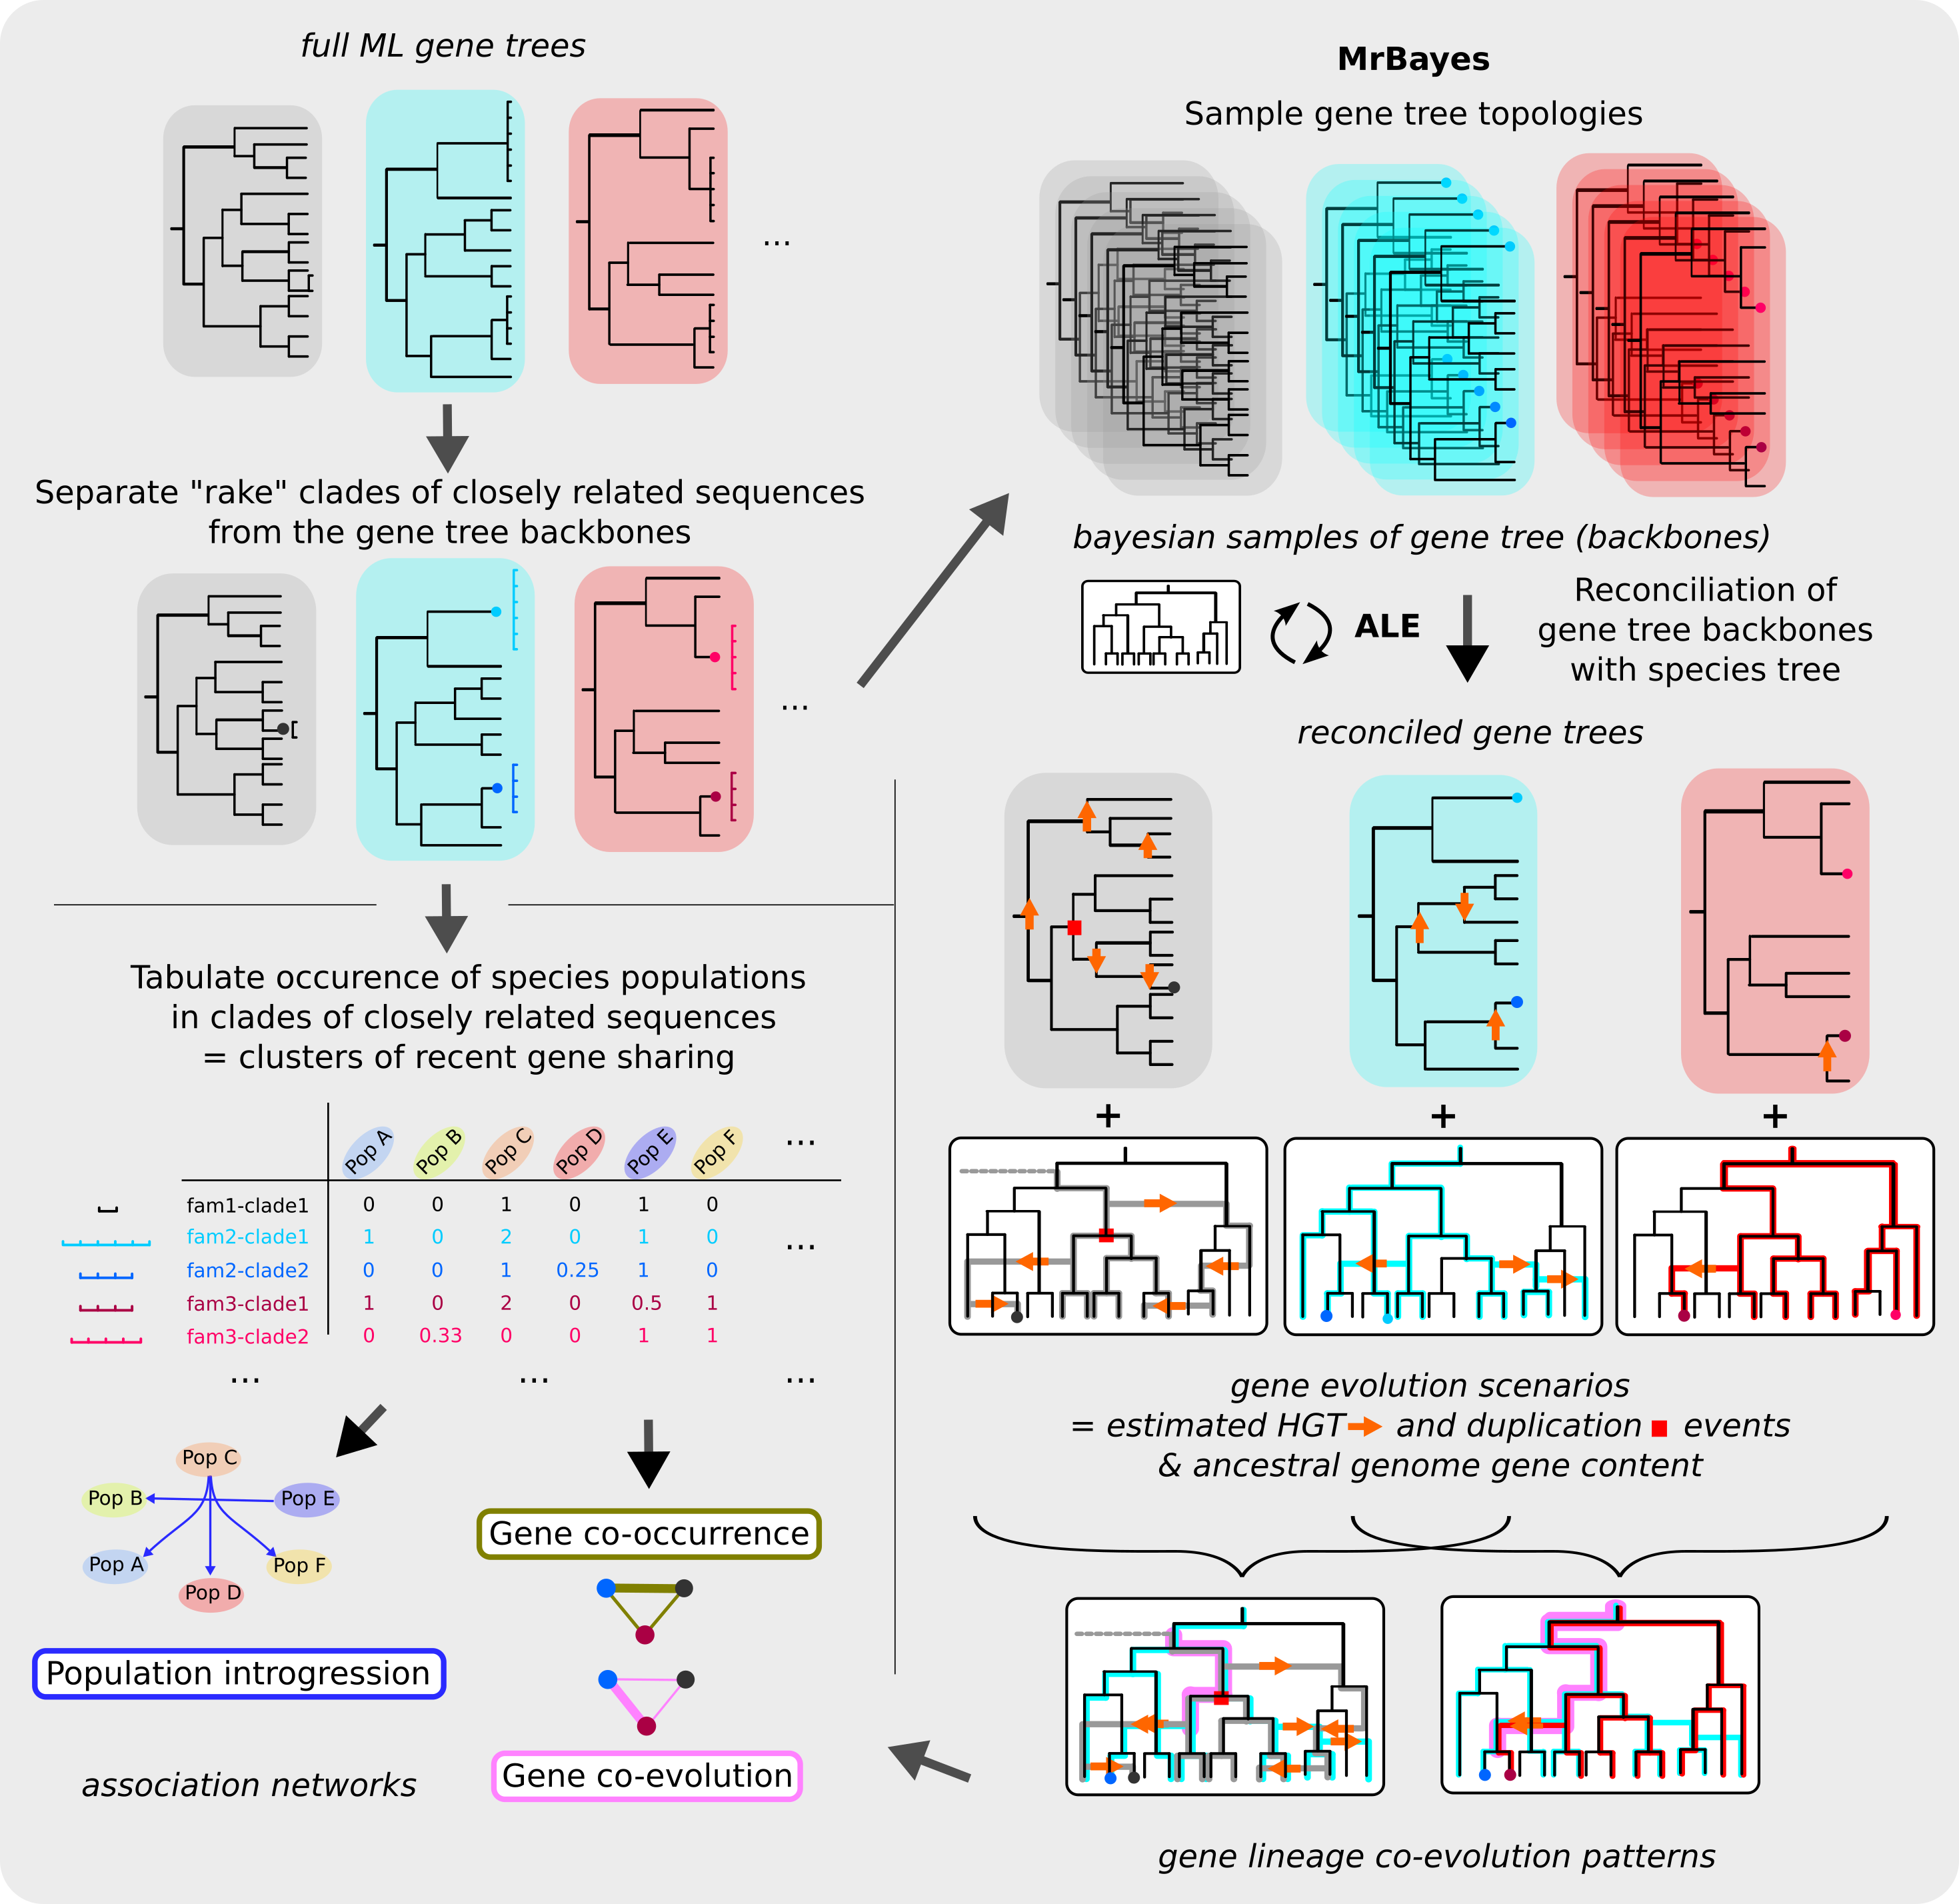 full ML gene trees
...
Separate "rake" clades of closely related sequences
from the gene tree backbones
...
MrBayes
Sample gene tree topologies
bayesian samples of gene tree (backbones)
ALE
Reconciliation of
gene tree backbones
with species tree
reconciled gene trees
+ + +
gene evolution scenarios
= estimated HGT and duplication events
& ancestral genome gene content
gene lineage co-evolution patterns
Tabulate occurence of species populations
in clades of closely related sequences
= clusters of recent gene sharing
Pop A Pop B Pop C Pop D Pop E Pop F ...
fam1-clade1 0 0 1 0 1 0
fam2-clade1 1 0 2 0 1 0 ...
fam2-clade2 0 0 1 0.25 1 0
fam3-clade1 1 0 2 0 0.5 1
fam3-clade2 0 0.33 0 0 1 1
... ... ...
Pop C
Pop B Pop E
Pop A Pop F
Pop D
Population introgression
Gene co-occurrence
Gene co-evolution
association networks